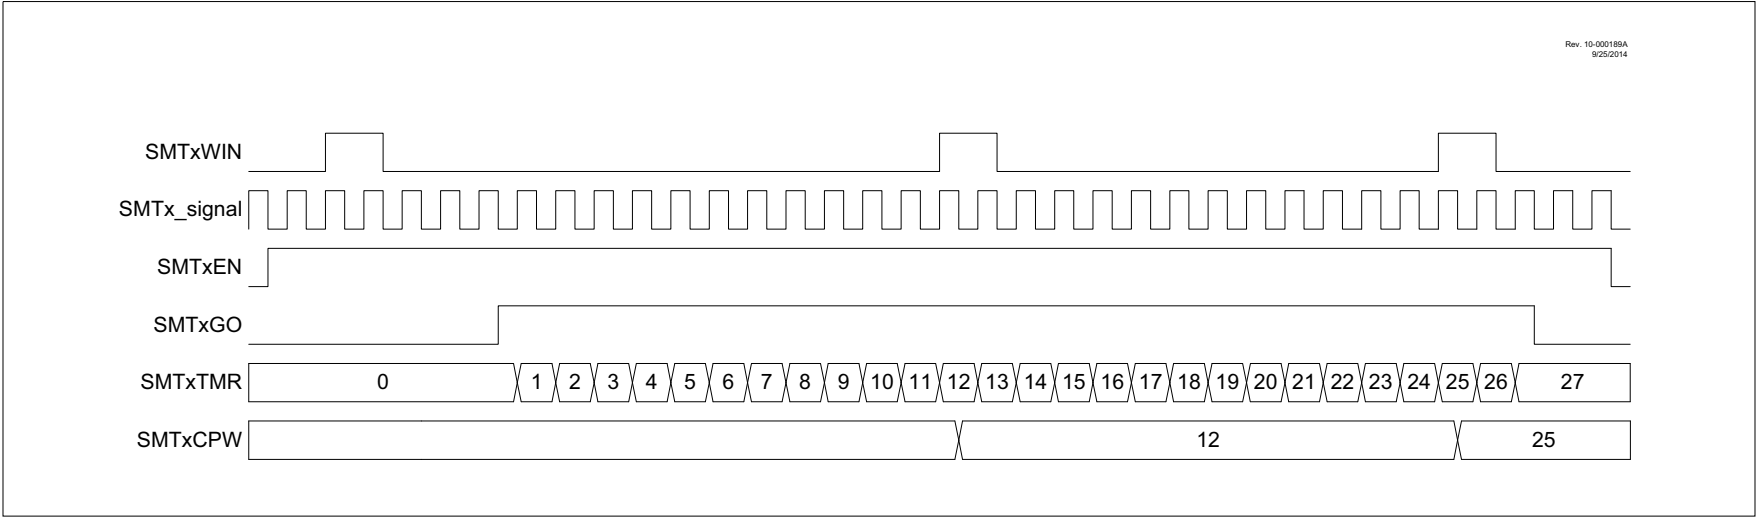 Rev. 10-000189A
9/25/2014
SMTxWIN
SMTx_signal
SMTxEN
SMTxGO
SMTxTMR 0 1 2 3 4 5 6 7 8 9 10 11 12 13 14 15 16 17 18 19 20 21 22 23 24 25 26 27
SMTxCPW 12 25